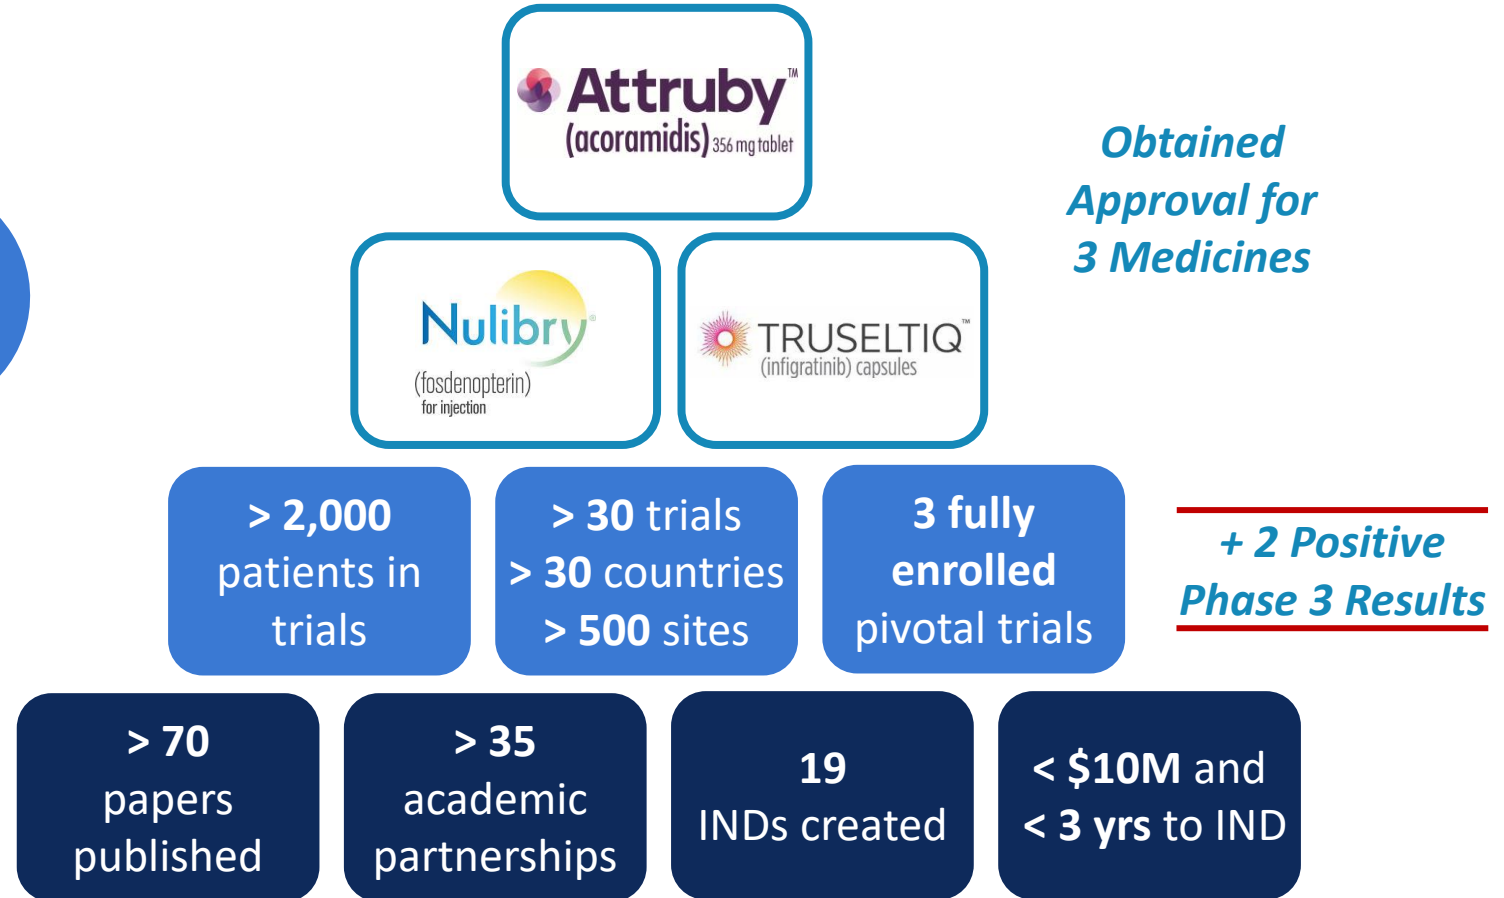 Attruby™
(acoramidis) 356 mg tablet
Obtained
Approval for
3 Medicines
Nulibry®
(fosdenopterin)
for injection
TRUSELTIQ™
(infigratinib) capsules
> 2,000
patients in
trials
> 30 trials
> 30 countries
> 500 sites
3 fully
enrolled
pivotal trials
+ 2 Positive
Phase 3 Results
> 70
papers
published
> 35
academic
partnerships
19
INDs created
< $10M and
< 3 yrs to IND